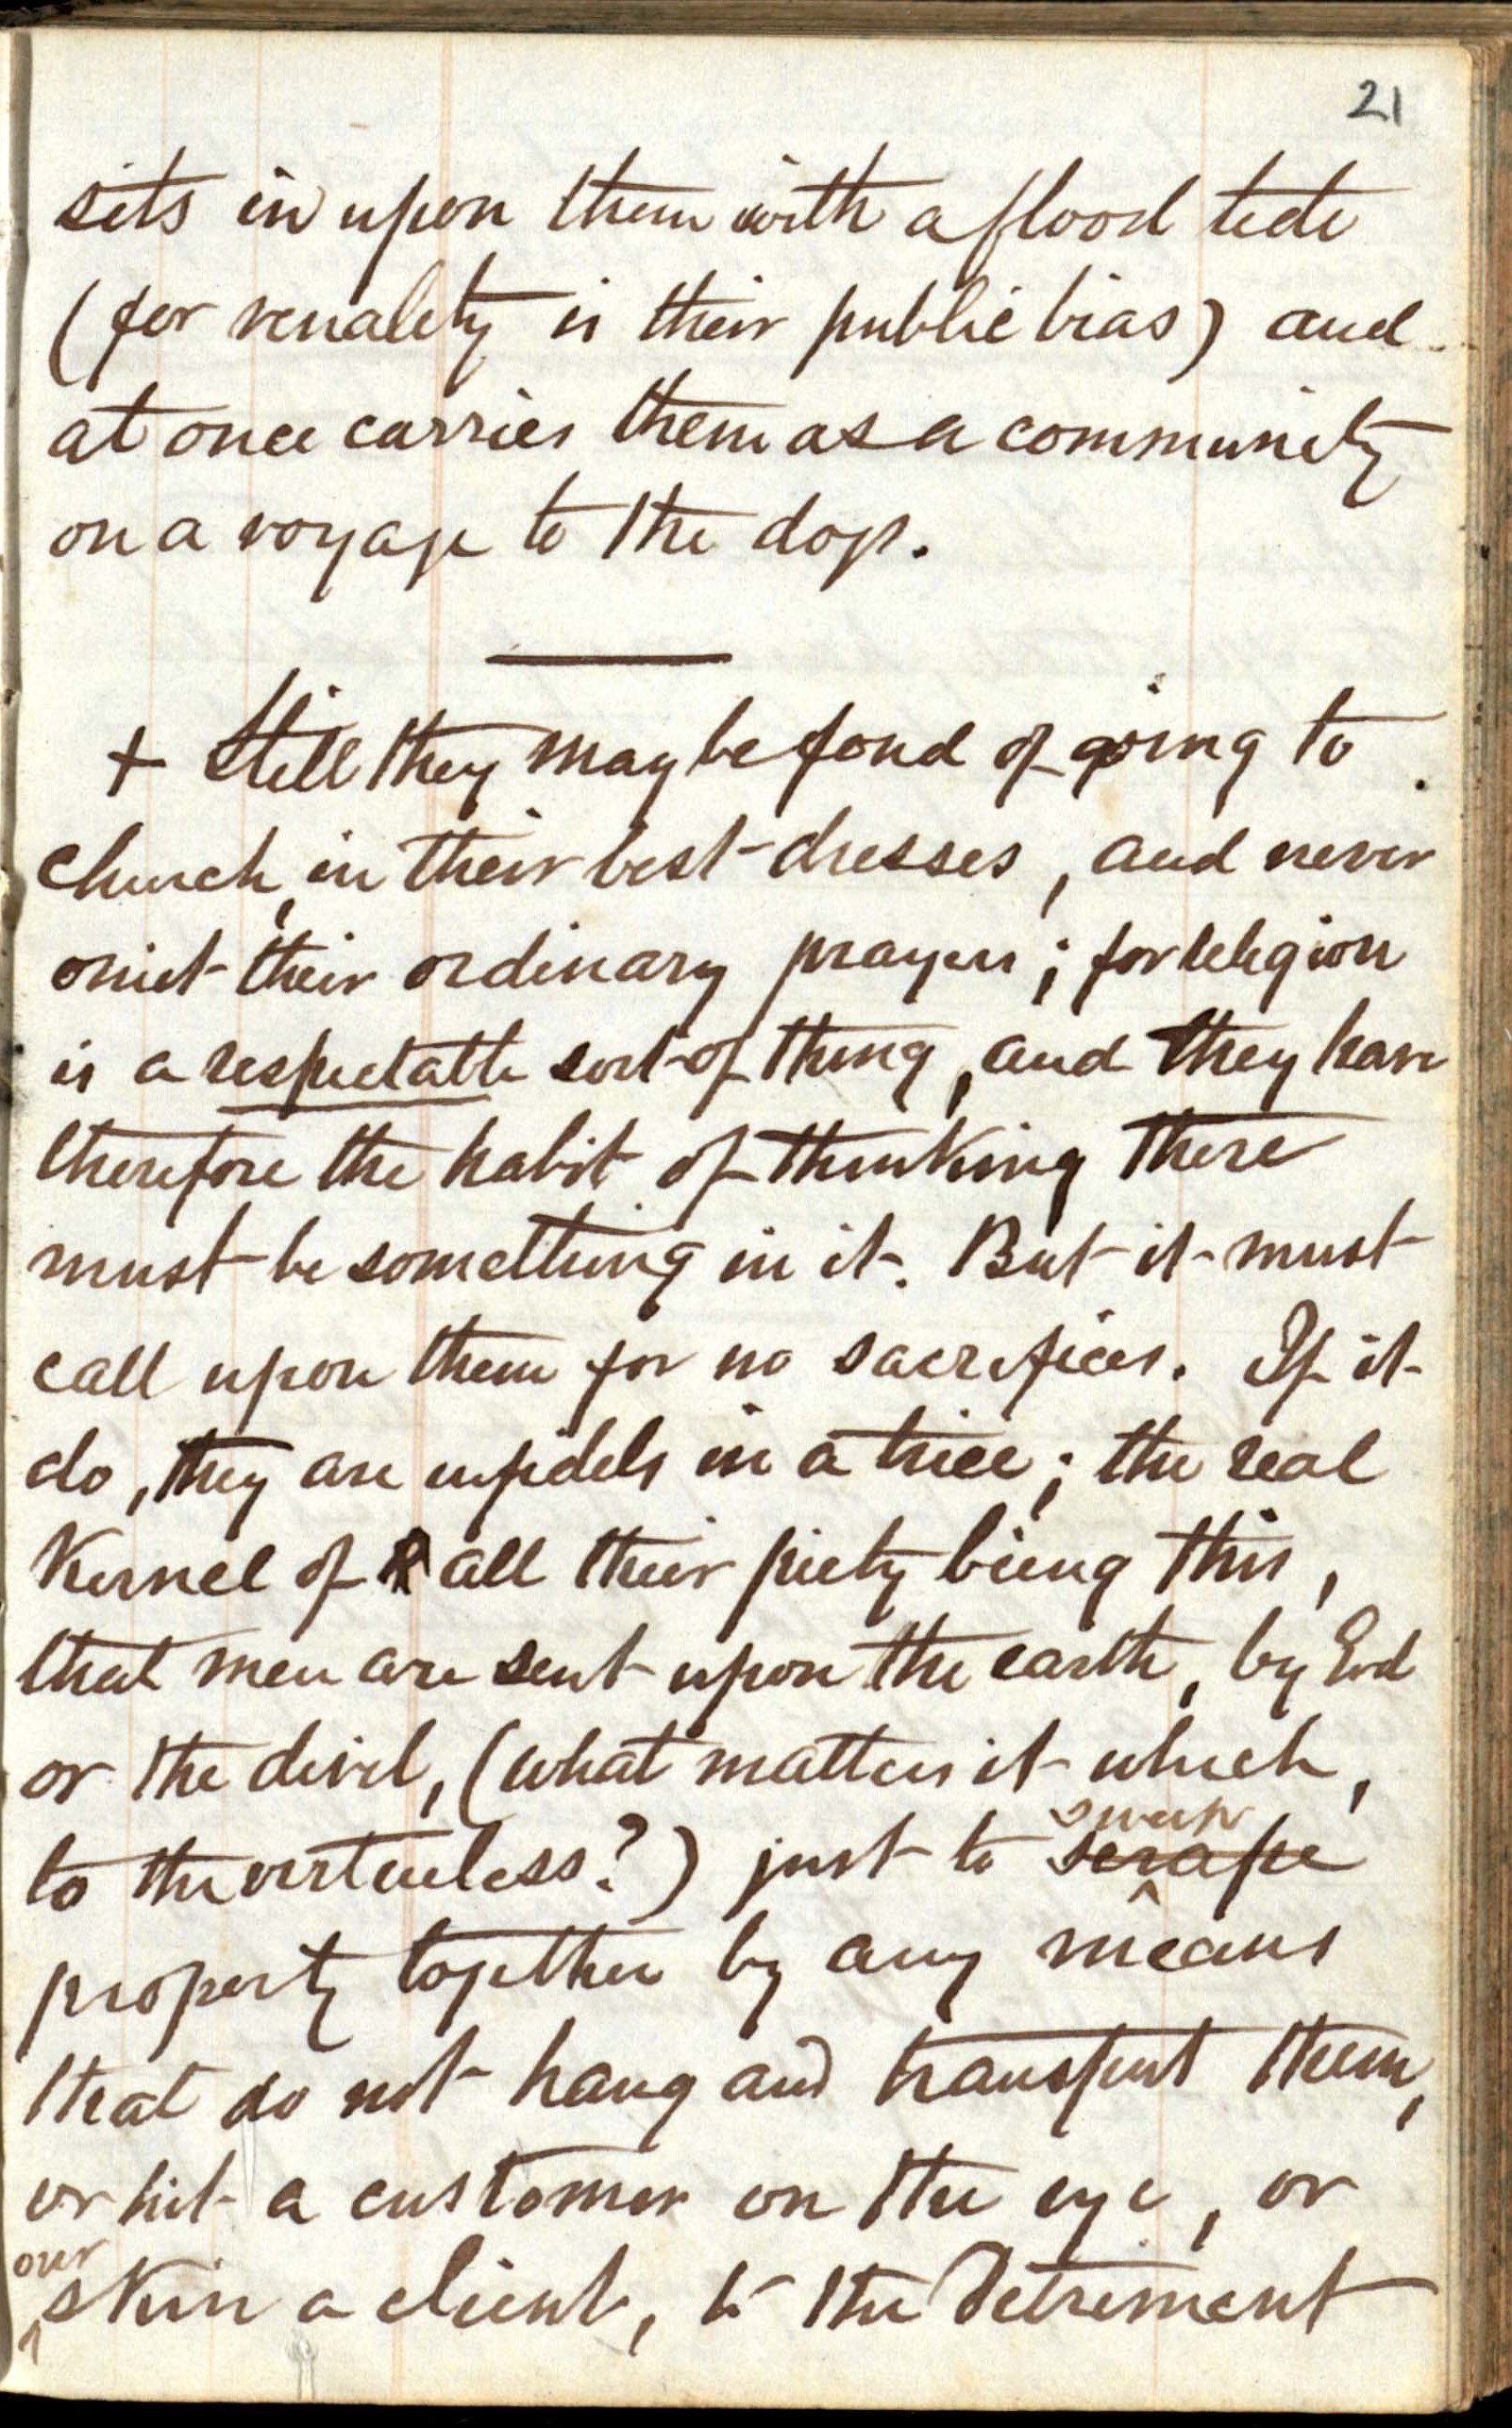 21
sets in upon them with a flood tide
(for venality is their public bias) and
at once carries them as a community
on a voyage to the dogs.
+ Still they may be fond of going to
church, in their best dresses, and never
omit their ordinary prayers; for religion
is a respectable sort of thing, and they have
therefore the habit of thinking there
must be something in it. But it must
call upon them for no sacrifices. If it
do, they are infidels in a trice; the real
Kernel of all their piety being this,
that men are sent upon the earth, by God
or the devil, (what matters it which,
to the virtueless?) just to scrape
property together by any means
that do not hang and transport them,
or hit a customer on the eye, or
our
skin a client, to the detriment